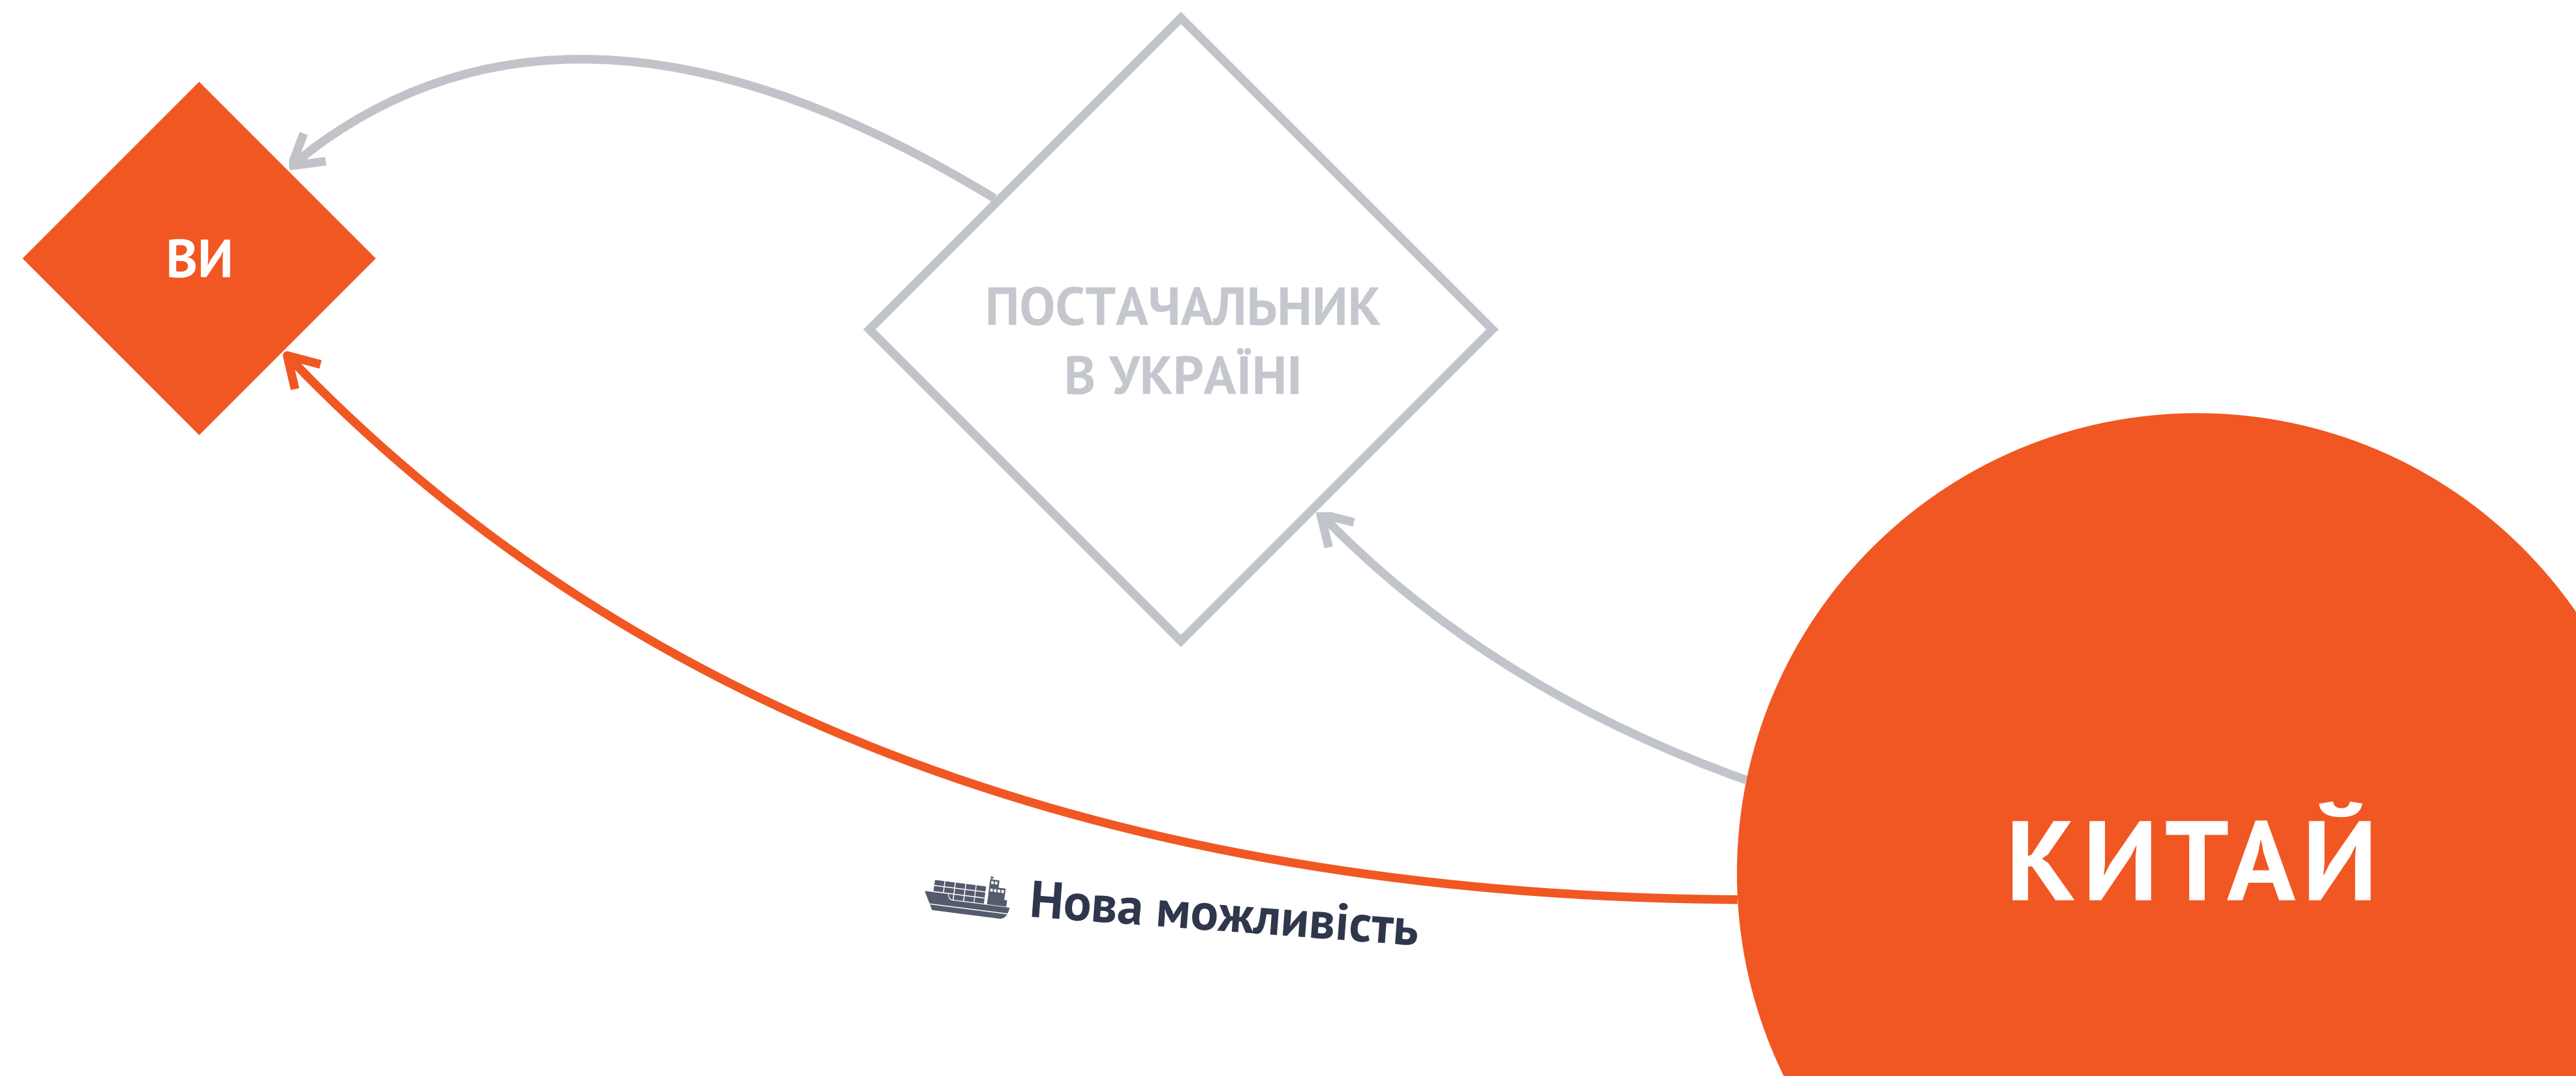 ВИ
ПОСТАЧАЛЬНИК
В УКРАЇНІ
КИТАЙ
Нова можливість